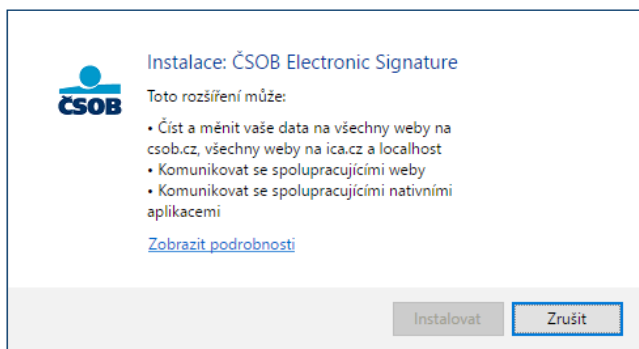 Instalace: ČSOB Electronic Signature
ČSOB
Toto rozšíření může:
• Číst a měnit vaše data na všechny weby na
csob.cz, všechny weby na ica.cz a localhost
• Komunikovat se spolupracujícími weby
• Komunikovat se spolupracujícími nativními
aplikacemi
Zobrazit podrobnosti
Instalovat
Zrušit